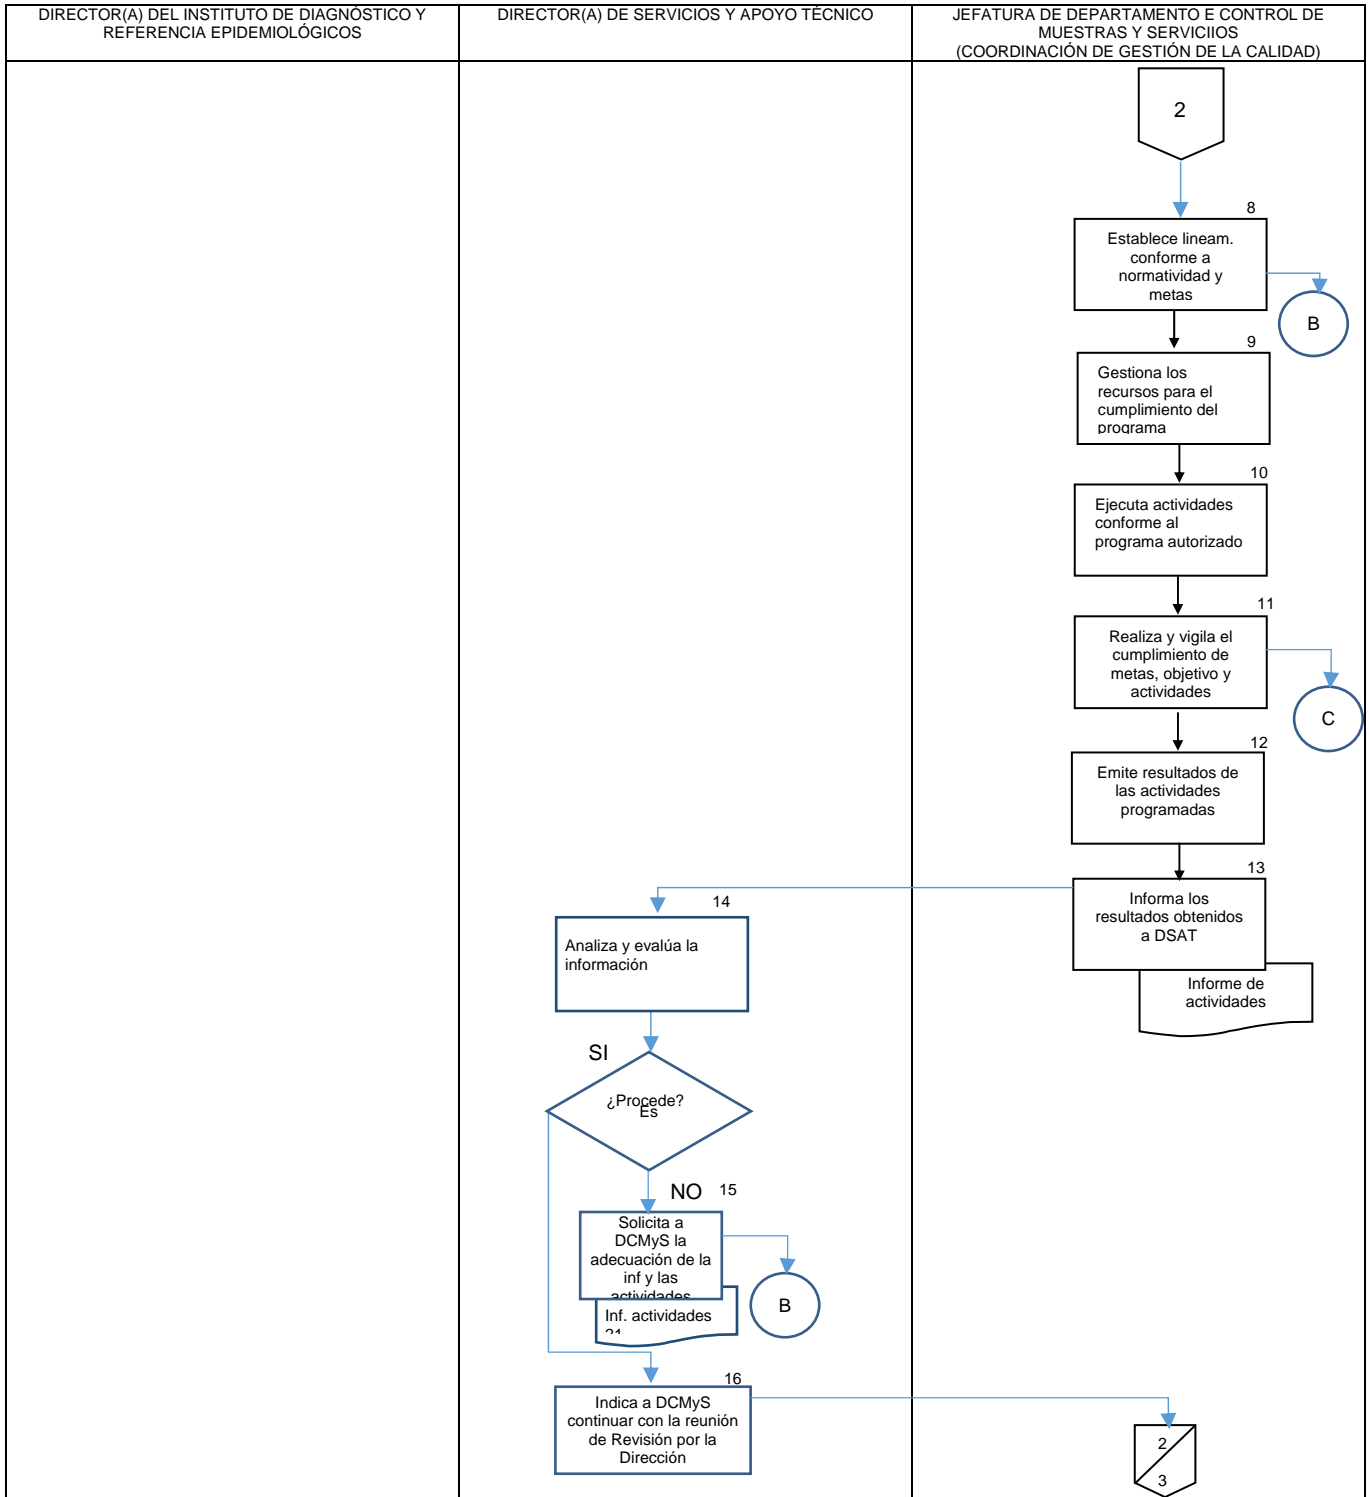 DIRECTOR(A) DEL INSTITUTO DE DIAGNÓSTICO Y
REFERENCIA EPIDEMIOLÓGICOS
DIRECTOR(A) DE SERVICIOS Y APOYO TÉCNICO
JEFATURA DE DEPARTAMENTO E CONTROL DE
MUESTRAS Y SERVICIIOS
(COORDINACIÓN DE GESTIÓN DE LA CALIDAD)
2
8
Establece lineam.
conforme a
normatividad y
metas
B
9
Gestiona los
recursos para el
cumplimiento del
programa
10
Ejecuta actividades
conforme al
programa autorizado
11
Realiza y vigila el
cumplimiento de
metas, objetivo y
actividades
C
12
Emite resultados de
las actividades
programadas
13
Informa los
resultados obtenidos
a DSAT
Informe de
actividades
14
Analiza y evalúa la
información
SI
¿Procede?
Es
NO
15
Solicita a
DCMyS la
adecuación de la
inf y las
actividades
B
Inf. actividades
21
16
Indica a DCMyS
continuar con la reunión
de Revisión por la
Dirección
2
3